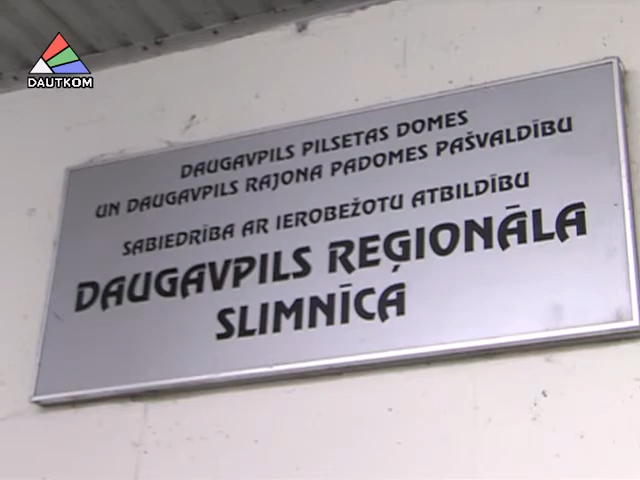 DAUTKOM
DAUGAVPILS PILSETAS DOMES
UN DAUGAVPILS RAJONA PADOMES PAŠVALDĪBU
SABIEDRĪBA AR IEROBEŽOTU ATBILDĪBU
DAUGAVPILS REĢIONĀLA
SLIMNĪCA